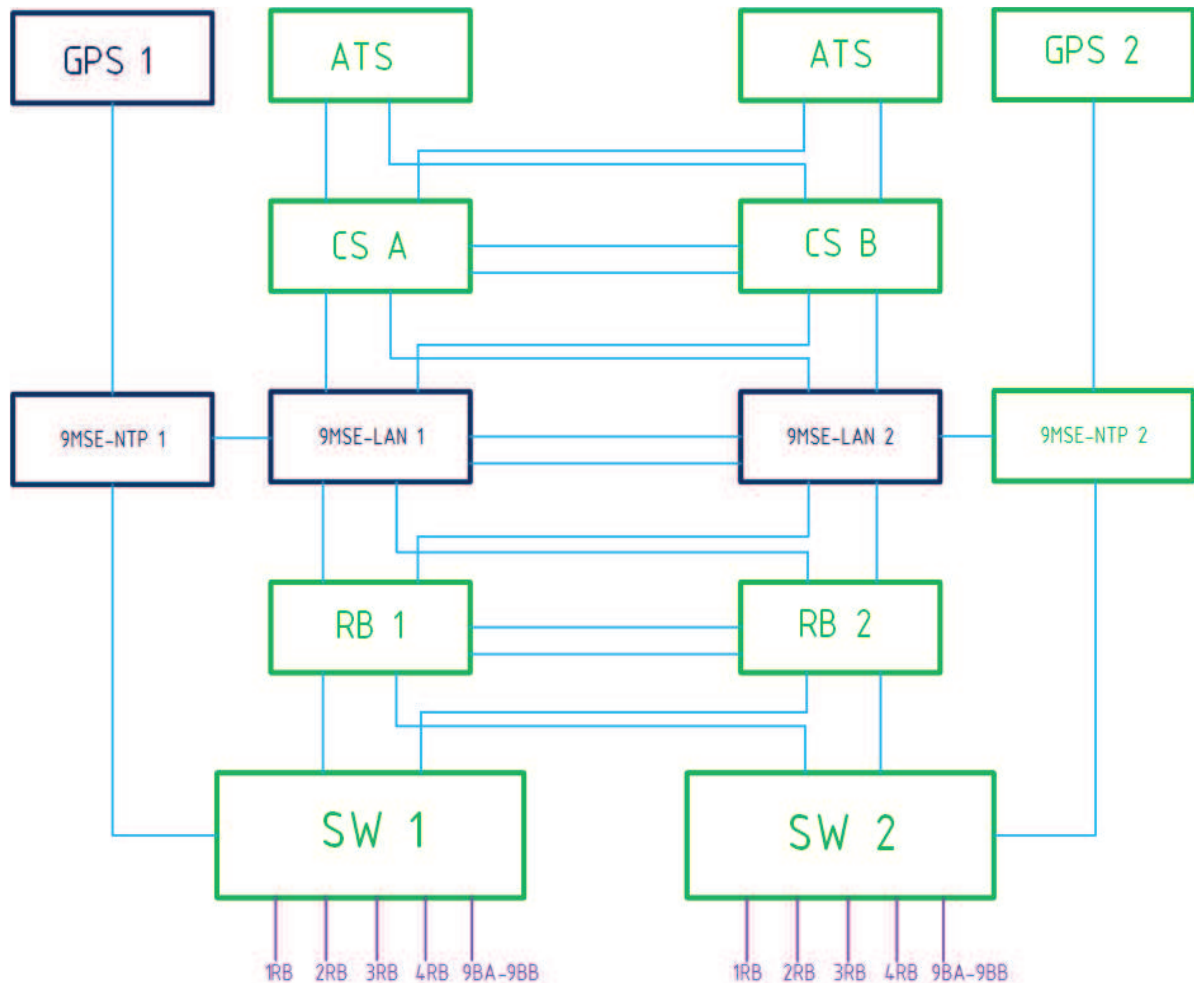 GPS 1
ATS
ATS
GPS 2
CS A
CS B
9MSE-NTP 1
9MSE-LAN 1
9MSE-LAN 2
9MSE-NTP 2
RB 1
RB 2
SW 1
SW 2
1RB 2RB 3RB 4RB 9BA-9BB
1RB 2RB 3RB 4RB 9BA-9BB